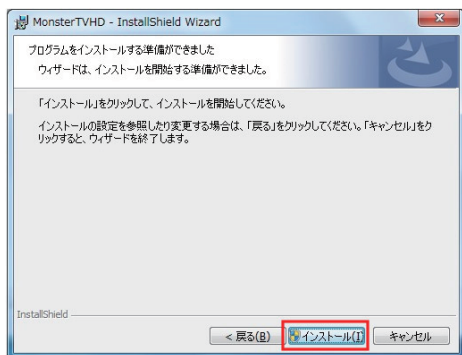 MonsterTVHD - InstallShield Wizard
プログラムをインストールする準備ができました
ウィザードは、インストールを開始する準備ができました。
「インストール」をクリックして、インストールを開始してください。
インストールの設定を参照したり変更する場合は、「戻る」をクリックしてください。「キャンセル」をク
リックすると、ウィザードを終了します。
InstallShield
< 戻る(B)
インストール(I)
キャンセル